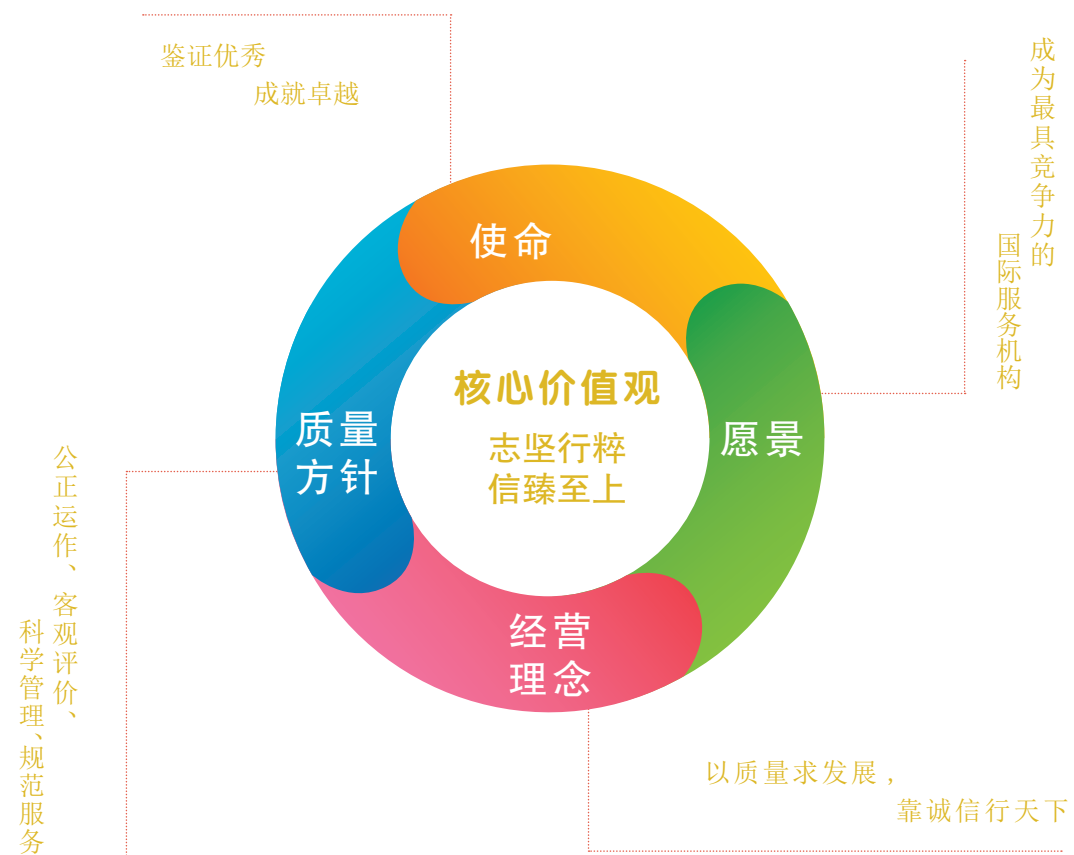 鉴证优秀
成就卓越
成为最具竞争力的
国际服务机构
使命
核心价值观
志坚行粹
信臻至上
愿景
质量
方针
公正运作、客观评价、
科学管理、规范服务
经营
理念
以质量求发展，
靠诚信行天下